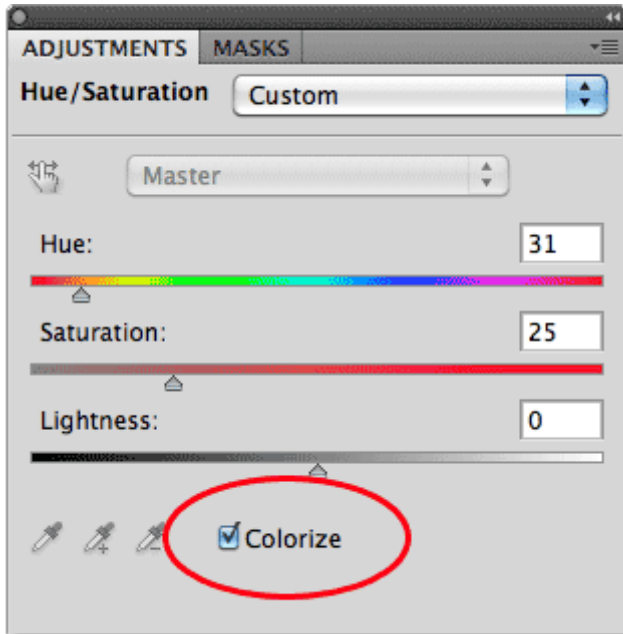 ADJUSTMENTS MASKS
Hue/Saturation Custom
Master
Hue: 31
Saturation: 25
Lightness: 0
Colorize